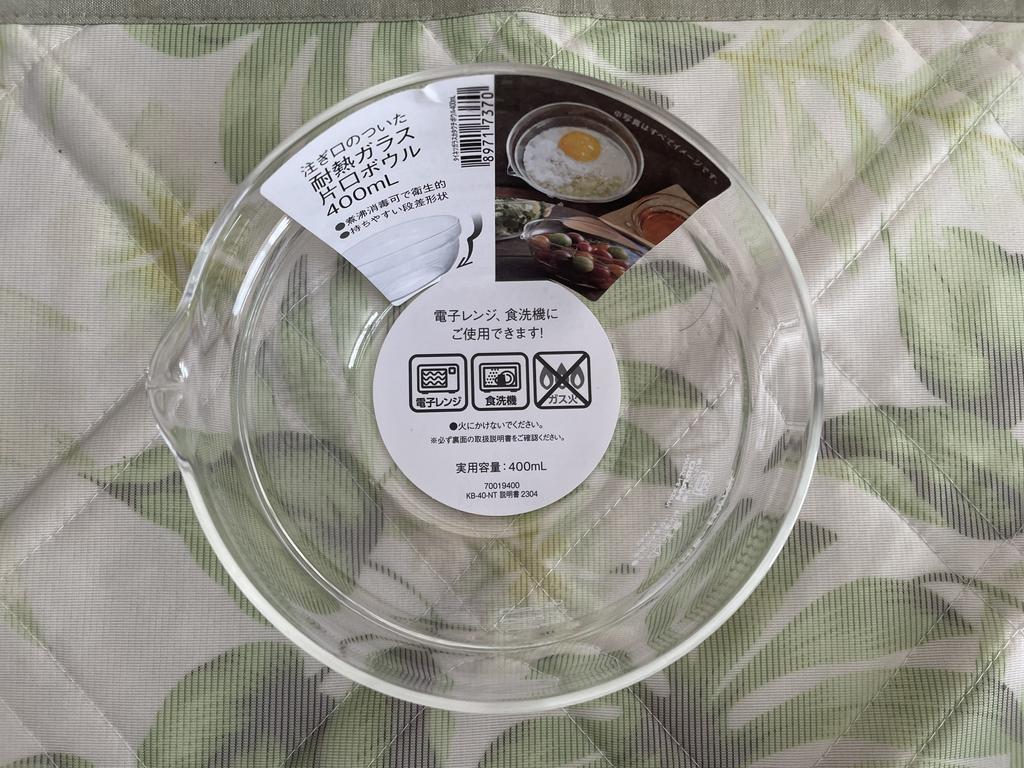 注ぎ口のついた
耐熱ガラス
片口ボウル
400mL
●煮沸消毒可で衛生的
●持ちやすい段差形状
8971 7370
※写真はすべてイメージです。
電子レンジ、食洗機に
ご使用できます!
電子レンジ
食洗機
ガス火
●火にかけないでください。
※必ず裏面の取扱説明書をご確認ください。
実用容量：400mL
70019400
KB-40-NT 説明書 2304